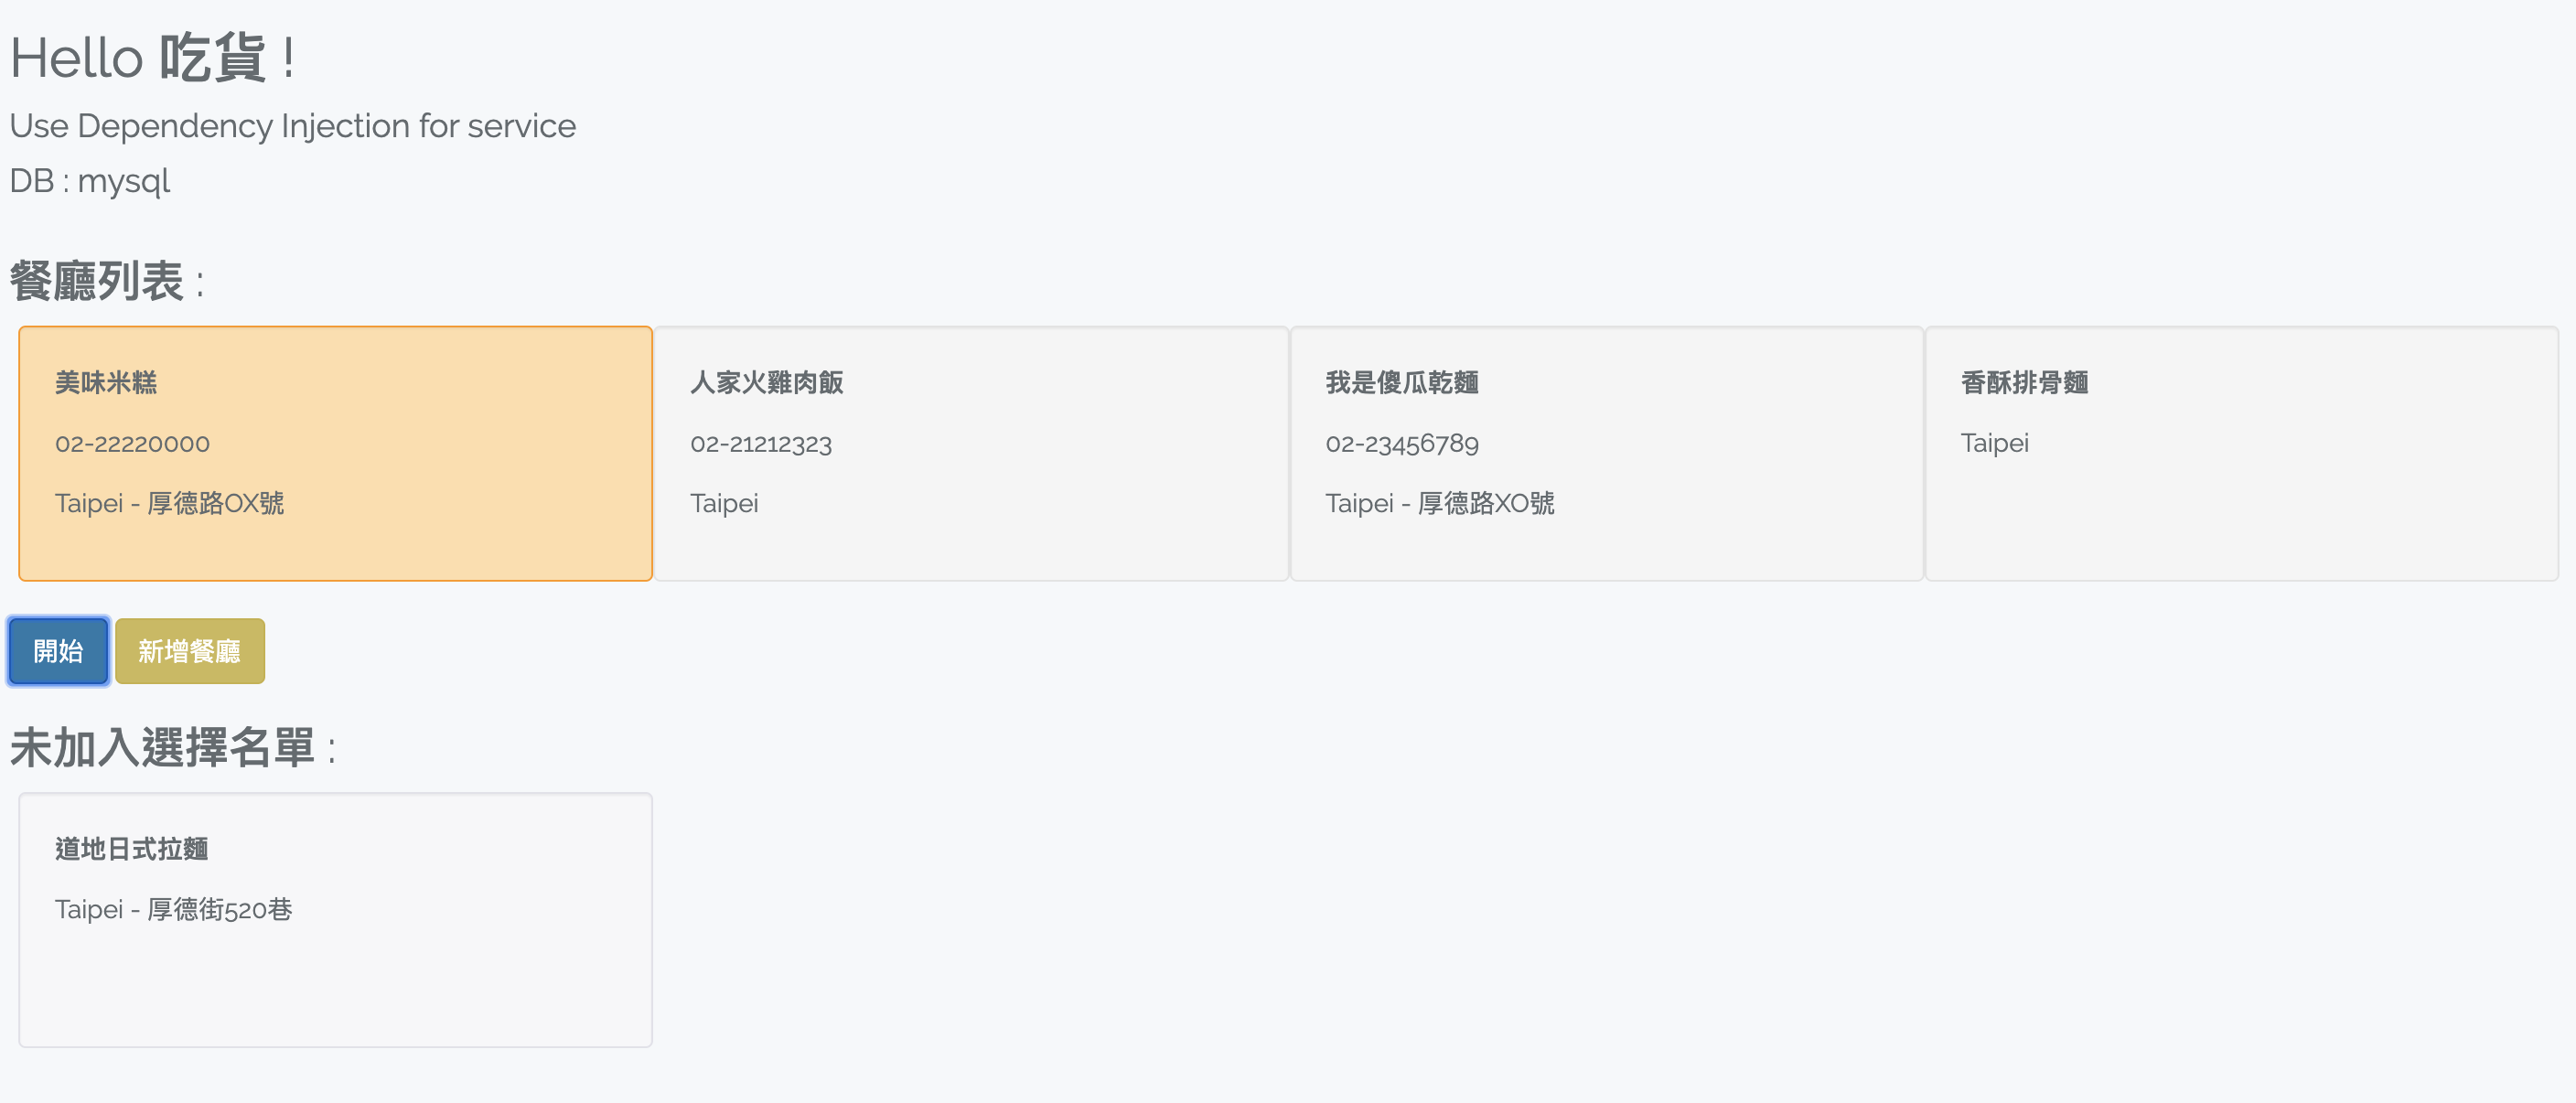 Hello 吃貨 !
Use Dependency Injection for service
DB : mysql
餐廳列表 :
美味米糕
02-22220000
Taipei - 厚德路OX號
人家火雞肉飯
02-21212323
Taipei
我是傻瓜乾麵
02-23456789
Taipei - 厚德路XO號
香酥排骨麵
Taipei
開始
新增餐廳
未加入選擇名單 :
道地日式拉麵
Taipei - 厚德街520巷